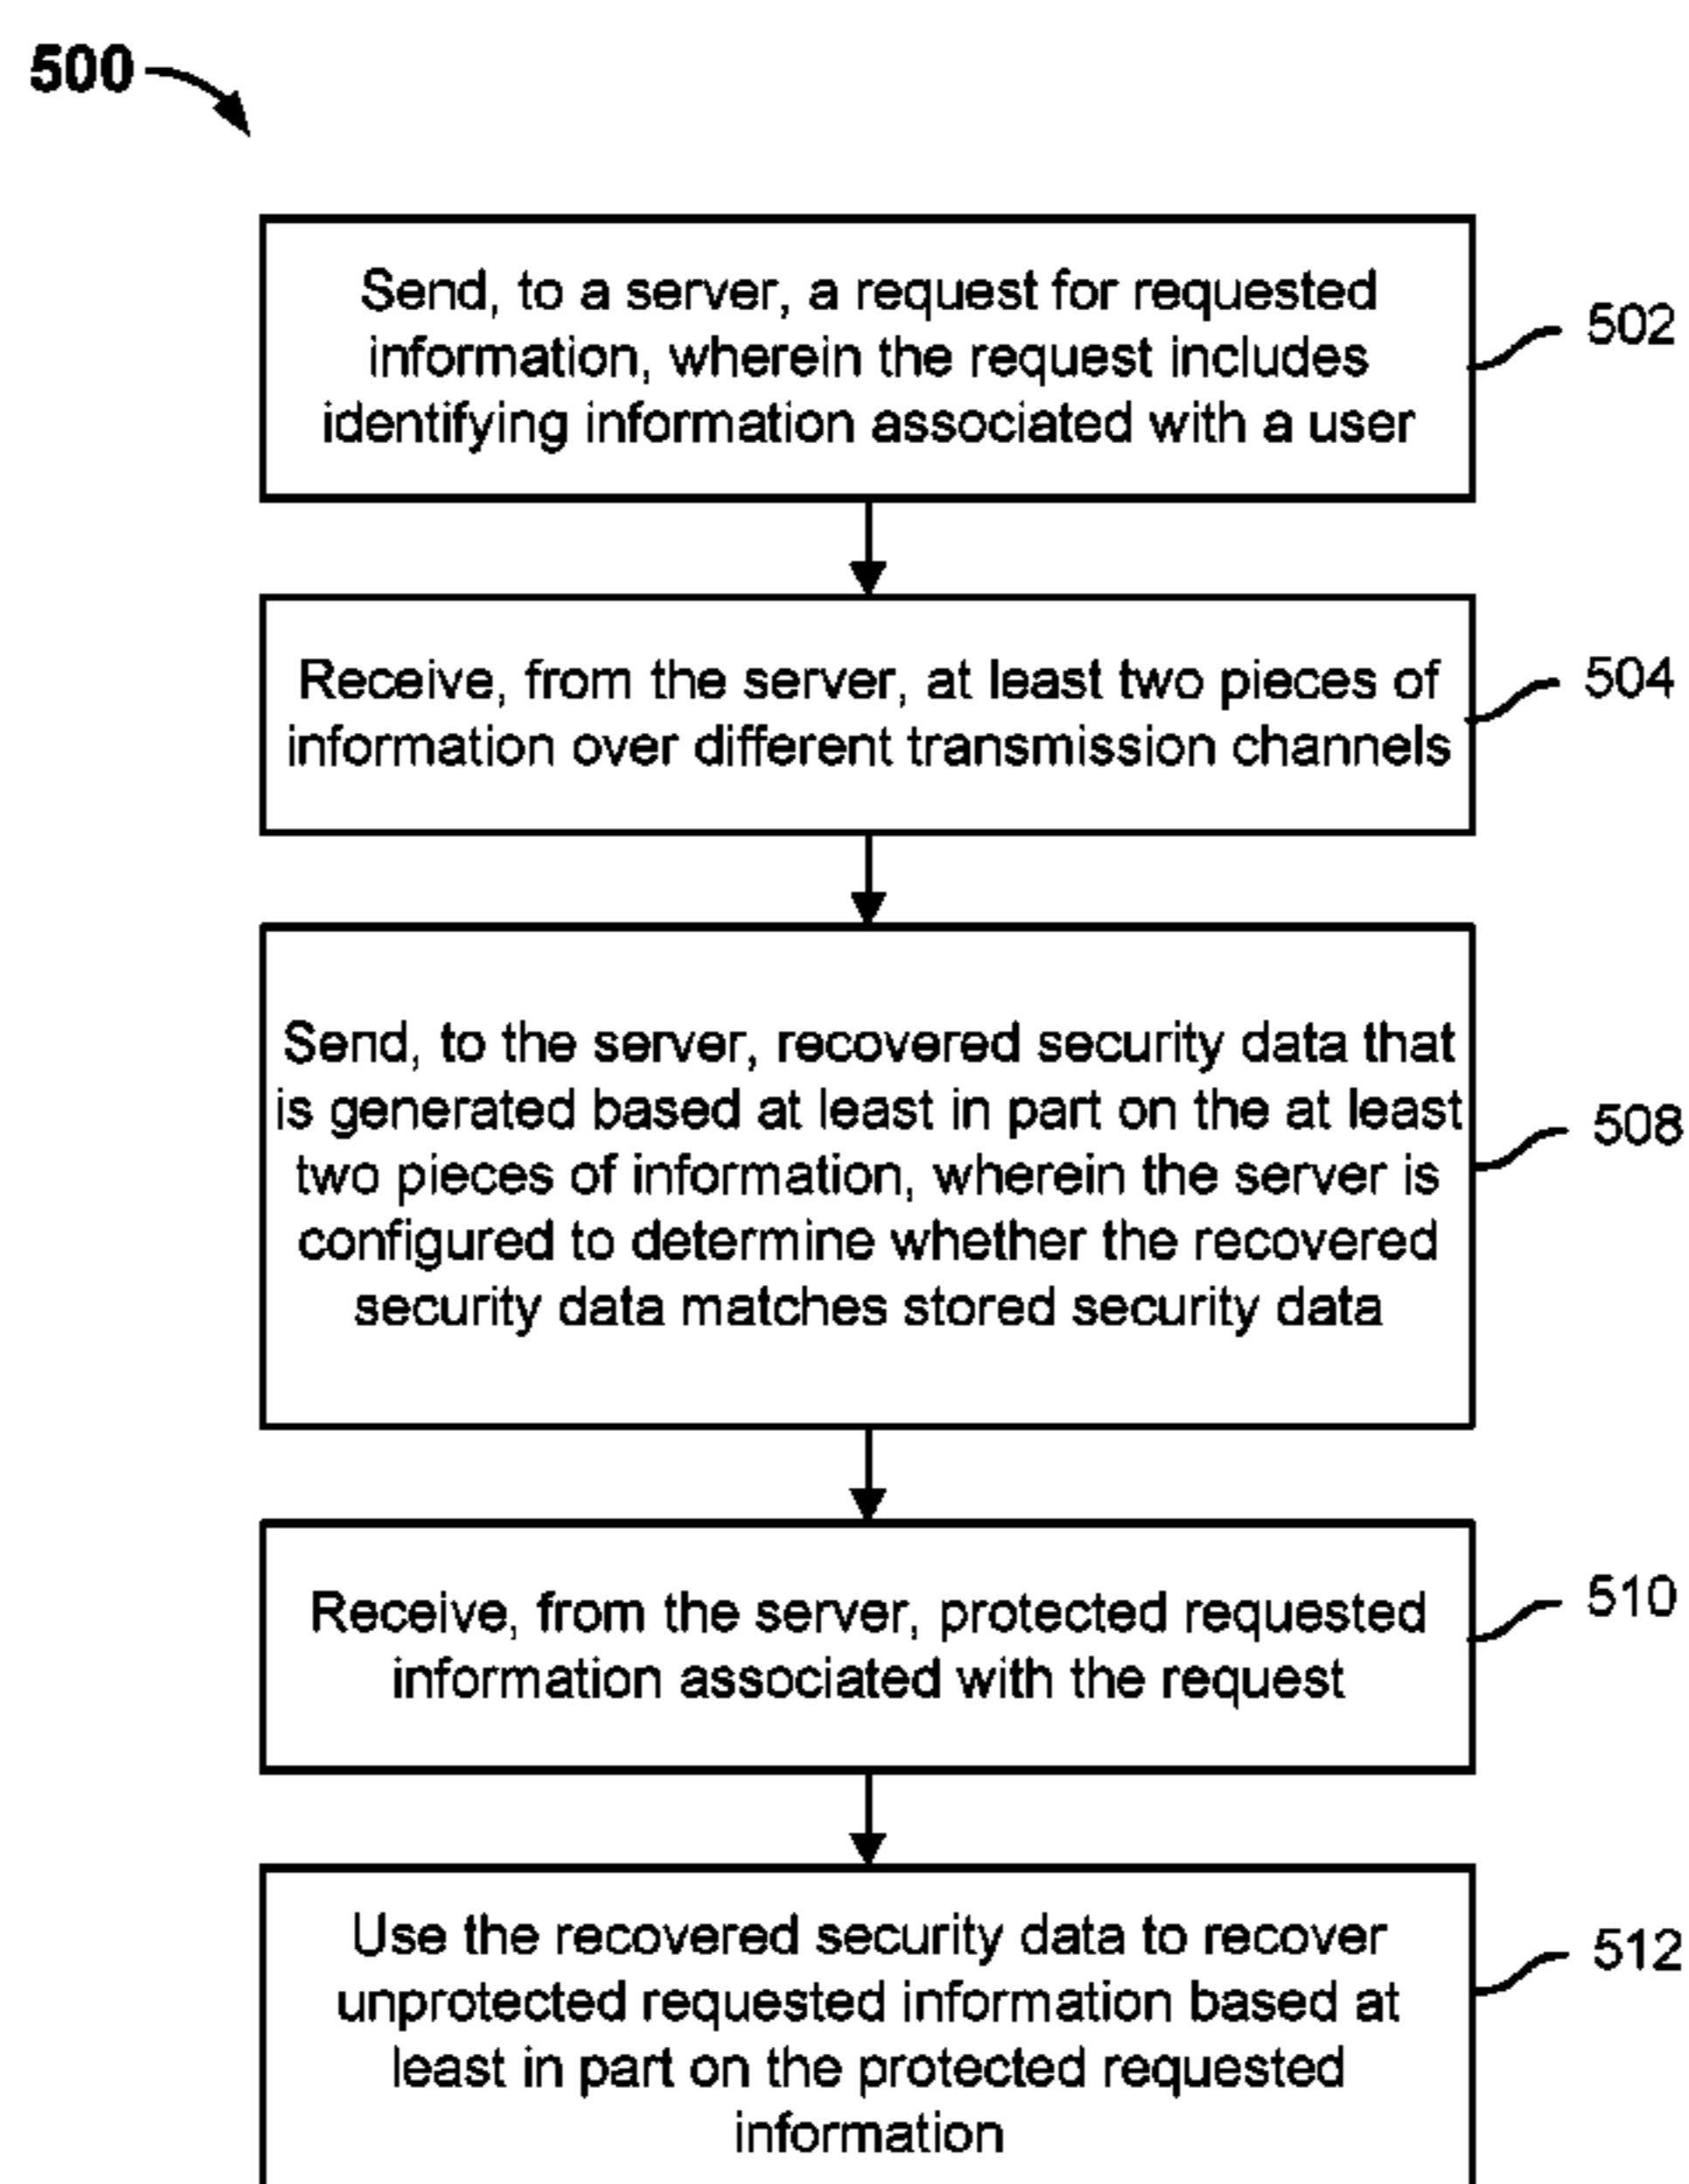 500
Send, to a server, a request for requested
information, wherein the request includes
identifying information associated with a user
502
Receive, from the server, at least two pieces of
information over different transmission channels
504
Send, to the server, recovered security data that
is generated based at least in part on the at least
two pieces of information, wherein the server is
configured to determine whether the recovered
security data matches stored security data
508
Receive, from the server, protected requested
information associated with the request
510
Use the recovered security data to recover
unprotected requested information based at
least in part on the protected requested
information
512